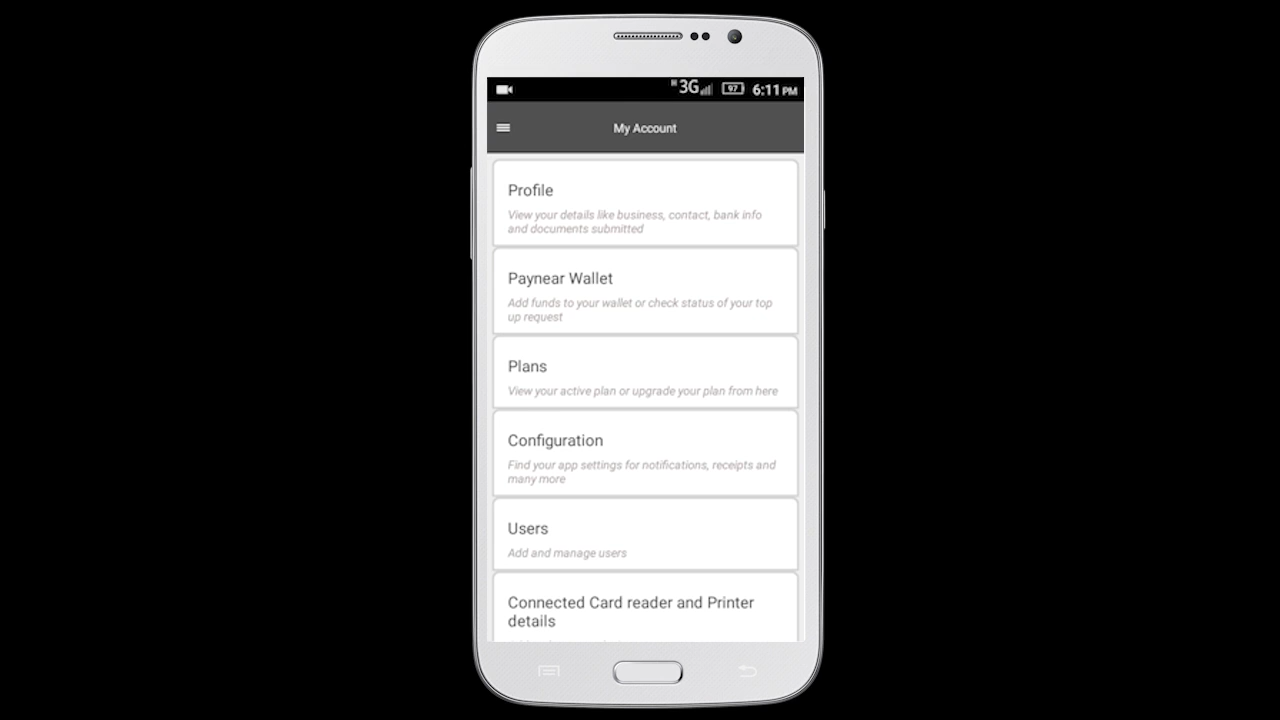 3G 97 6:11 PM
My Account
Profile
View your details like business, contact, bank info
and documents submitted
Paynear Wallet
Add funds to your wallet or check status of your top
up request
Plans
View your active plan or upgrade your plan from here
Configuration
Find your app settings for notifications, receipts and
many more
Users
Add and manage users
Connected Card reader and Printer
details